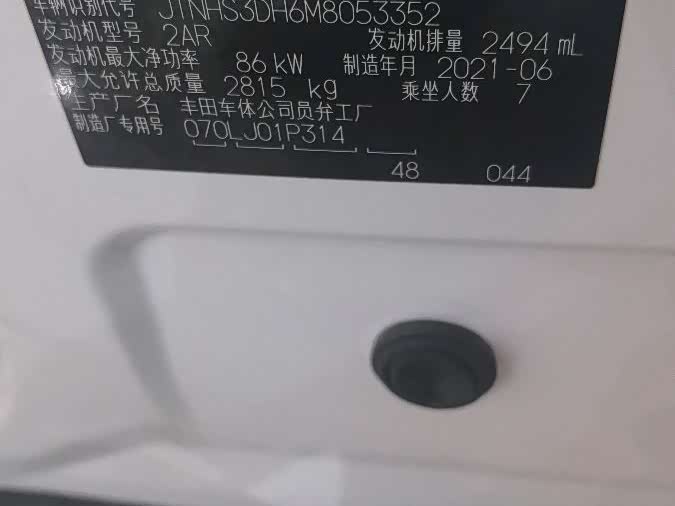 车辆识别代号 JTNHS3DH6M8053352
发动机型号 2AR 发动机排量 2494 mL
发动机最大净功率 86 kW 制造年月 2021-06
最大允许总质量 2815 kg 乘坐人数 7
生产厂名 丰田车体公司员弁工厂
制造厂专用号 070LJ01P314
48 044